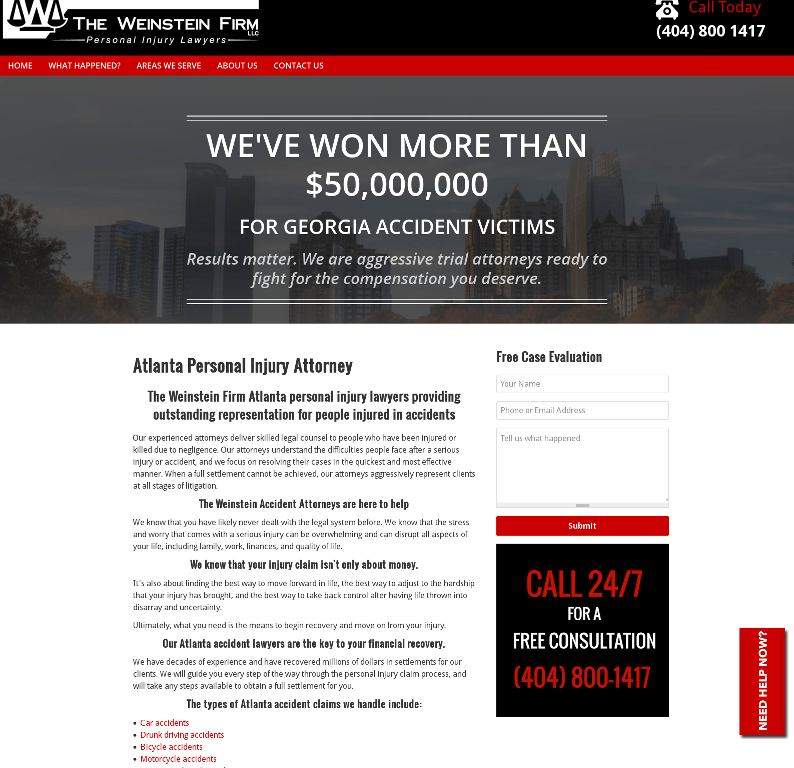 THE WEINSTEIN FIRM LLC
Personal Injury Lawyers
Call Today
(404) 800 1417
HOME WHAT HAPPENED? AREAS WE SERVE ABOUT US CONTACT US
WE'VE WON MORE THAN
$50,000,000
FOR GEORGIA ACCIDENT VICTIMS
Results matter. We are aggressive trial attorneys ready to
fight for the compensation you deserve.
Atlanta Personal Injury Attorney
The Weinstein Firm Atlanta personal injury lawyers providing
outstanding representation for people injured in accidents
Our experienced attorneys deliver skilled legal counsel to people who have been injured or
killed due to negligence. Our attorneys understand the difficulties people face after a serious
injury or accident, and we focus on resolving their cases in the quickest and most effective
manner. When a full settlement cannot be achieved, our attorneys aggressively represent clients
at all stages of litigation.
The Weinstein Accident Attorneys are here to help
We know that you have likely never dealt with the legal system before. We know that the stress
and worry that comes with a serious injury can be overwhelming and can disrupt all aspects of
your life, including family, work, finances, and quality of life.
We know that your injury claim isn't only about money.
It's also about finding the best way to move forward in life, the best way to adjust to the hardship
that your injury has brought, and the best way to take back control after having life thrown into
disarray and uncertainty.
Ultimately, what you need is the means to begin recovery and move on from your injury.
Our Atlanta accident lawyers are the key to your financial recovery.
We have decades of experience and have recovered millions of dollars in settlements for our
clients. We will guide you every step of the way through the personal injury claim process, and
will take any steps available to obtain a full settlement for you.
The types of Atlanta accident claims we handle include:
• Car accidents
• Drunk driving accidents
• Bicycle accidents
• Motorcycle accidents
Free Case Evaluation
Your Name
Phone or Email Address
Tell us what happened
Submit
CALL 24/7
FOR A
FREE CONSULTATION
(404) 800-1417
NEED HELP NOW?